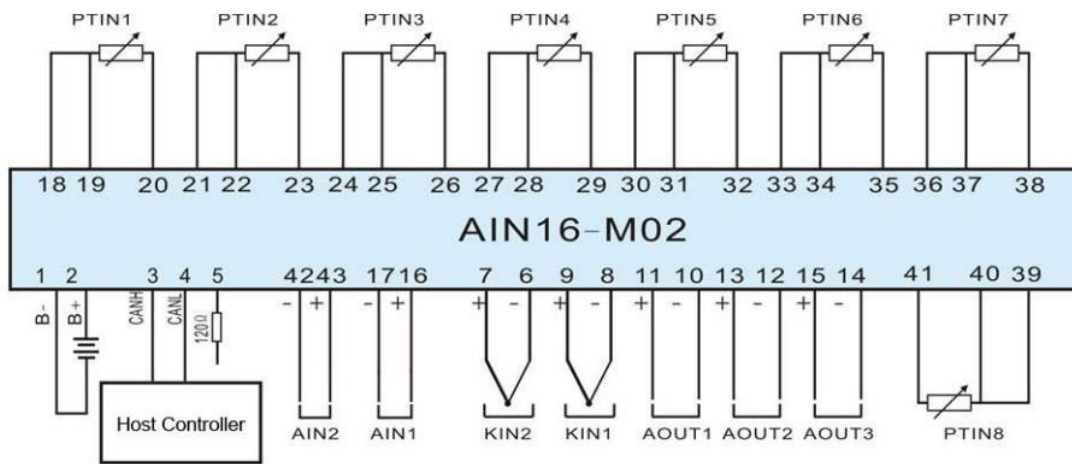 PTIN1 PTIN2 PTIN3 PTIN4 PTIN5 PTIN6 PTIN7
18 19 20 21 22 23 24 25 26 27 28 29 30 31 32 33 34 35 36 37 38
AIN16-M02
1 2 3 4 5 42 43 17 16 7 6 9 8 11 10 13 12 15 14 41 40 39
B- B+ CANH CANL 120Ω - + - + + - + - + - + - + -
Host Controller
AIN2 AIN1 KIN2 KIN1 AOUT1 AOUT2 AOUT3 PTIN8